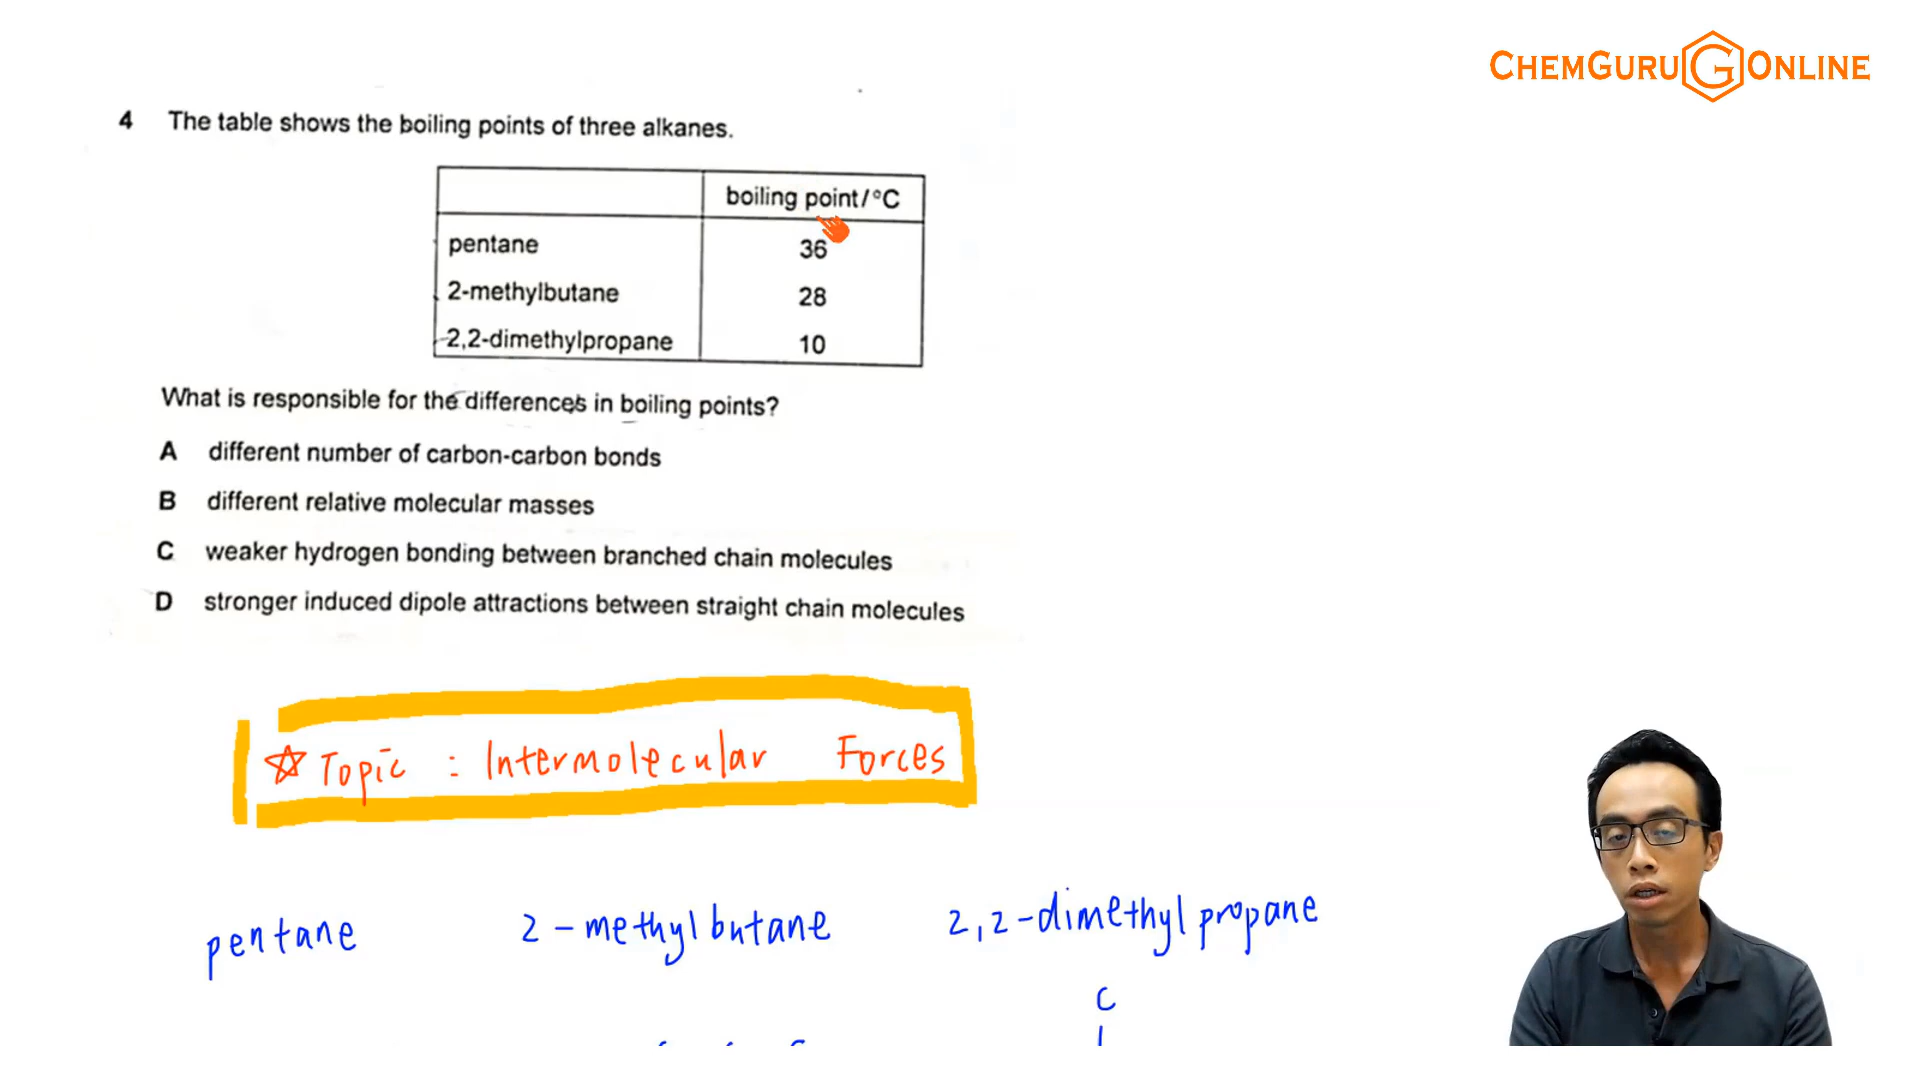 CHEMGURU G ONLINE
4 The table shows the boiling points of three alkanes.
boiling point/°C
pentane 36
2-methylbutane 28
2,2-dimethylpropane 10
What is responsible for the differences in boiling points?
A different number of carbon-carbon bonds
B different relative molecular masses
C weaker hydrogen bonding between branched chain molecules
D stronger induced dipole attractions between straight chain molecules
☆ Topic : Intermolecular Forces
pentane 2-methylbutane 2,2-dimethylpropane
C